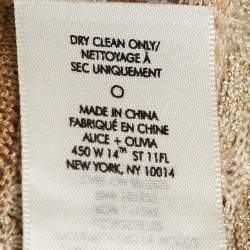 DRY CLEAN ONLY/
NETTOYAGE À
SEC UNIQUEMENT
MADE IN CHINA
FABRIQUÉ EN CHINE
ALICE + OLIVIA
450 W 14TH ST 11FL
NEW YORK, NY 10014